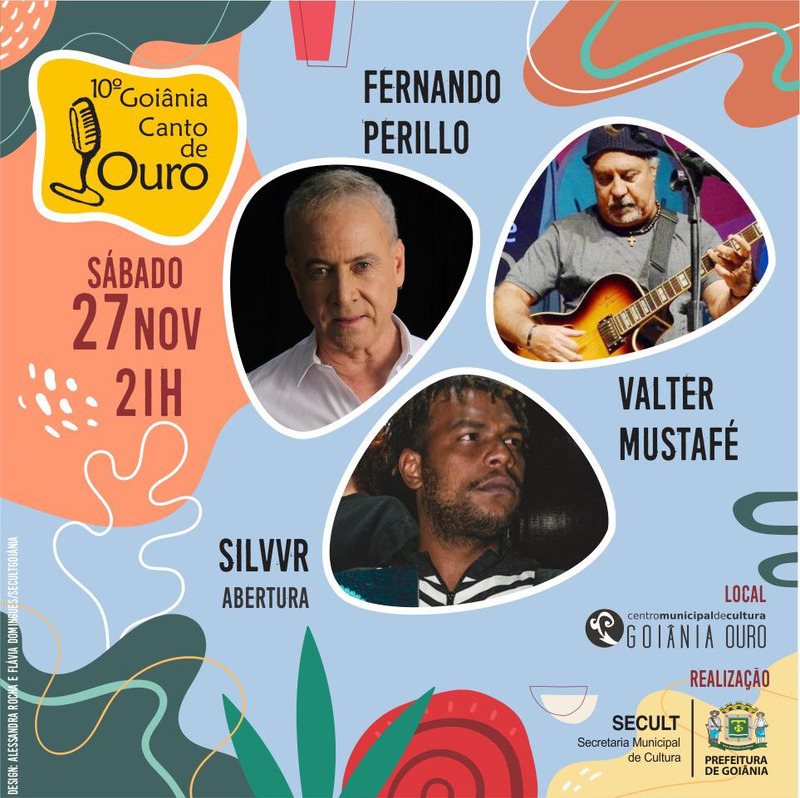 10º Goiânia
Canto
de
Ouro
SÁBADO
27NOV
21H
FERNANDO
PERILLO
VALTER
MUSTAFÉ
SILVVR
ABERTURA
LOCAL
centromunicipaldecultura
GOIÂNIA OURO
REALIZAÇÃO
SECULT
Secretaria Municipal
de Cultura
PREFEITURA
DE GOIÂNIA
DESIGN: ALESSANDRA ROCHA E FLÁVIA DOMINGUES/SECULTGOIÂNIA